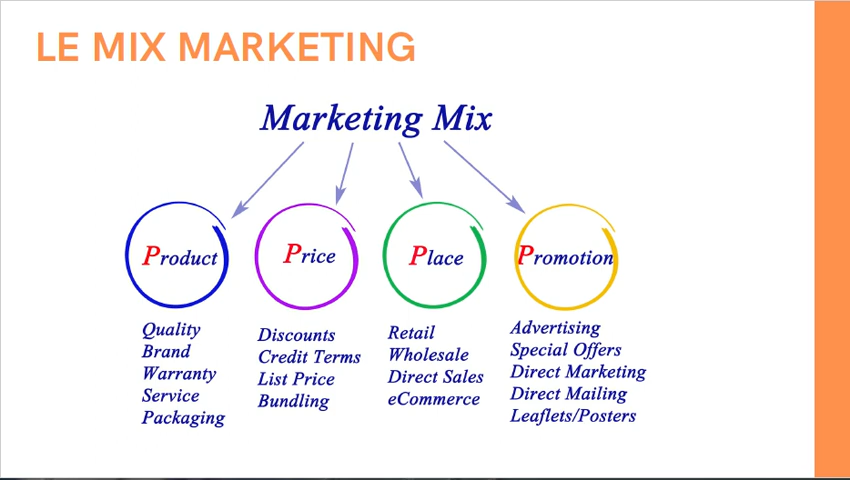 LE MIX MARKETING
Marketing Mix
Product
Price
Place
Promotion
Quality
Brand
Warranty
Service
Packaging
Discounts
Credit Terms
List Price
Bundling
Retail
Wholesale
Direct Sales
eCommerce
Advertising
Special Offers
Direct Marketing
Direct Mailing
Leaflets/Posters